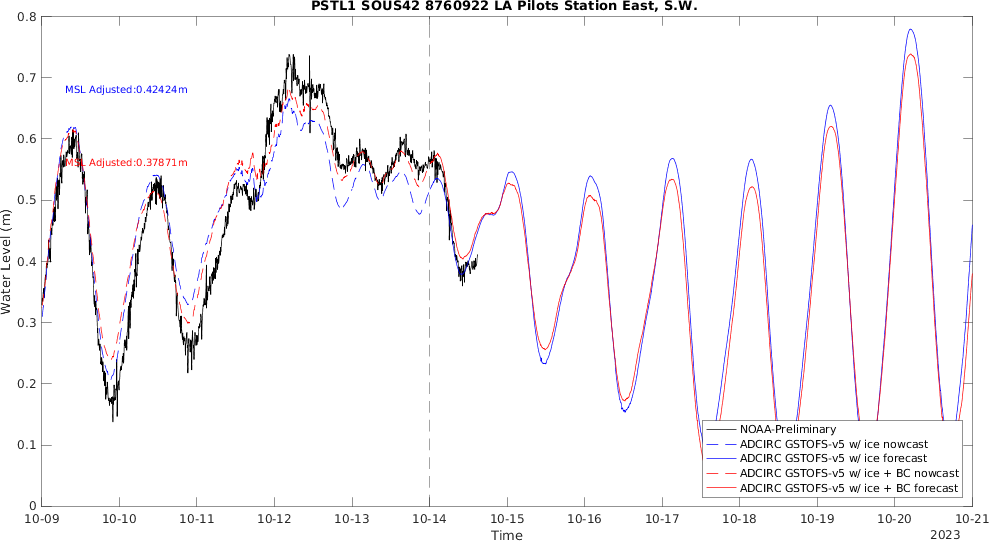 PSTL1 SOUS42 8760922 LA Pilots Station East, S.W.
0.8
0.7
0.6
0.5
0.4
0.3
0.2
0.1
0
Water Level (m)
MSL Adjusted:0.42424m
MSL Adjusted:0.37871m
NOAA-Preliminary
ADCIRC GSTOFS-v5 w/ ice nowcast
ADCIRC GSTOFS-v5 w/ ice forecast
ADCIRC GSTOFS-v5 w/ ice + BC nowcast
ADCIRC GSTOFS-v5 w/ ice + BC forecast
10-09 10-10 10-11 10-12 10-13 10-14 10-15 10-16 10-17 10-18 10-19 10-20 10-21
Time
2023